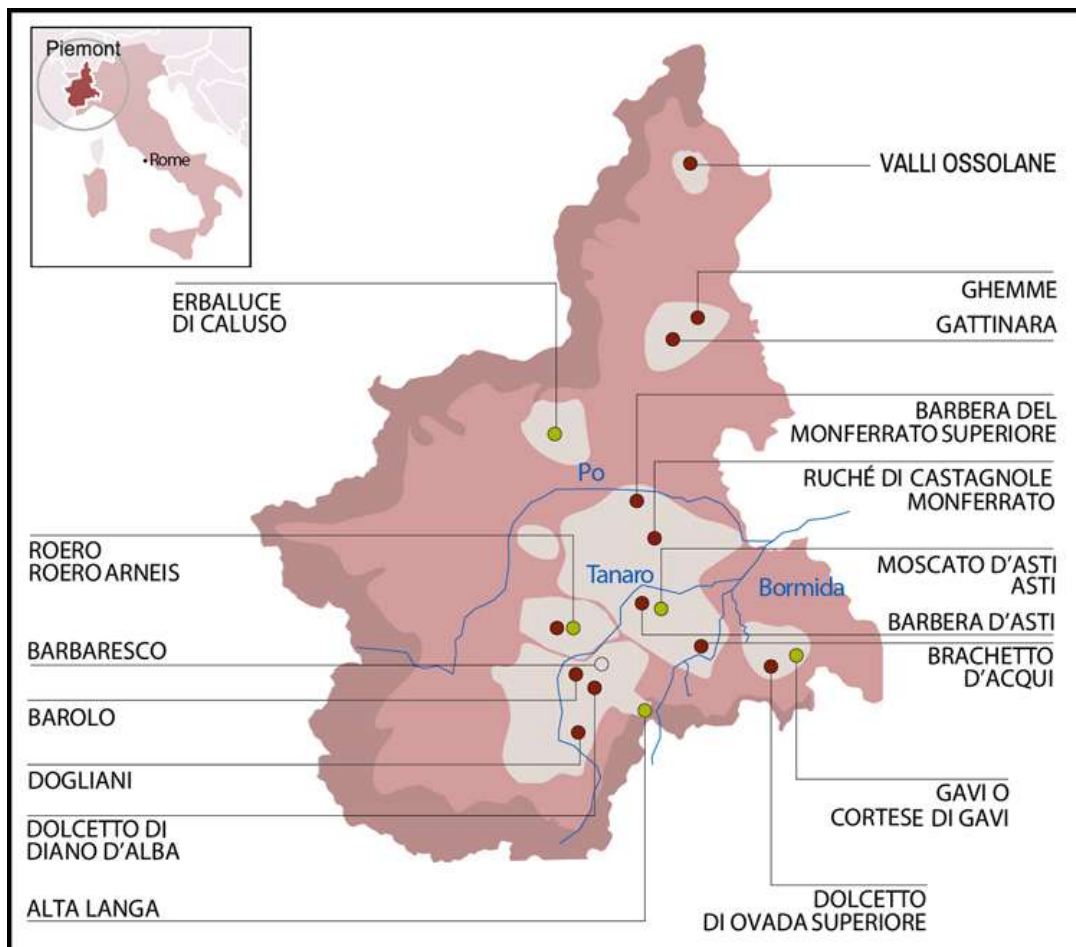 Piemont
Rome
VALLI OSSOLANE
GHEMME
GATTINARA
ERBALUCE
DI CALUSO
BARBERA DEL
MONFERRATO SUPERIORE
Po
RUCHÉ DI CASTAGNOLE
MONFERRATO
ROERO
ROERO ARNEIS
Tanaro
Bormida
MOSCATO D'ASTI
ASTI
BARBERA D'ASTI
BARBARESCO
BRACHETTO
D'ACQUI
BAROLO
DOGLIANI
GAVI O
CORTESE DI GAVI
DOLCETTO DI
DIANO D'ALBA
ALTA LANGA
DOLCETTO
DI OVADA SUPERIORE